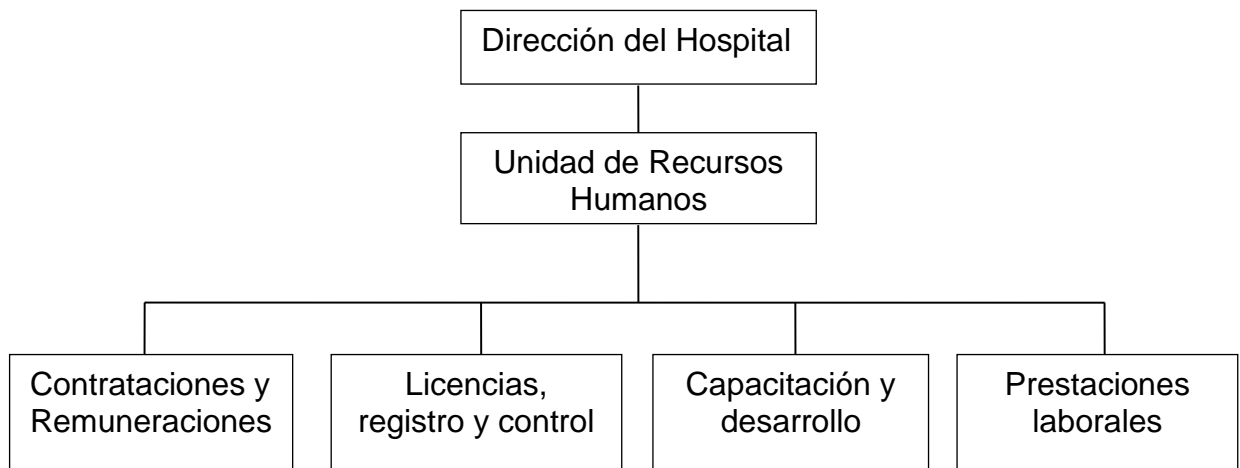 Dirección del Hospital
Unidad de Recursos
Humanos
Contrataciones y
Remuneraciones
Licencias,
registro y control
Capacitación y
desarrollo
Prestaciones
laborales